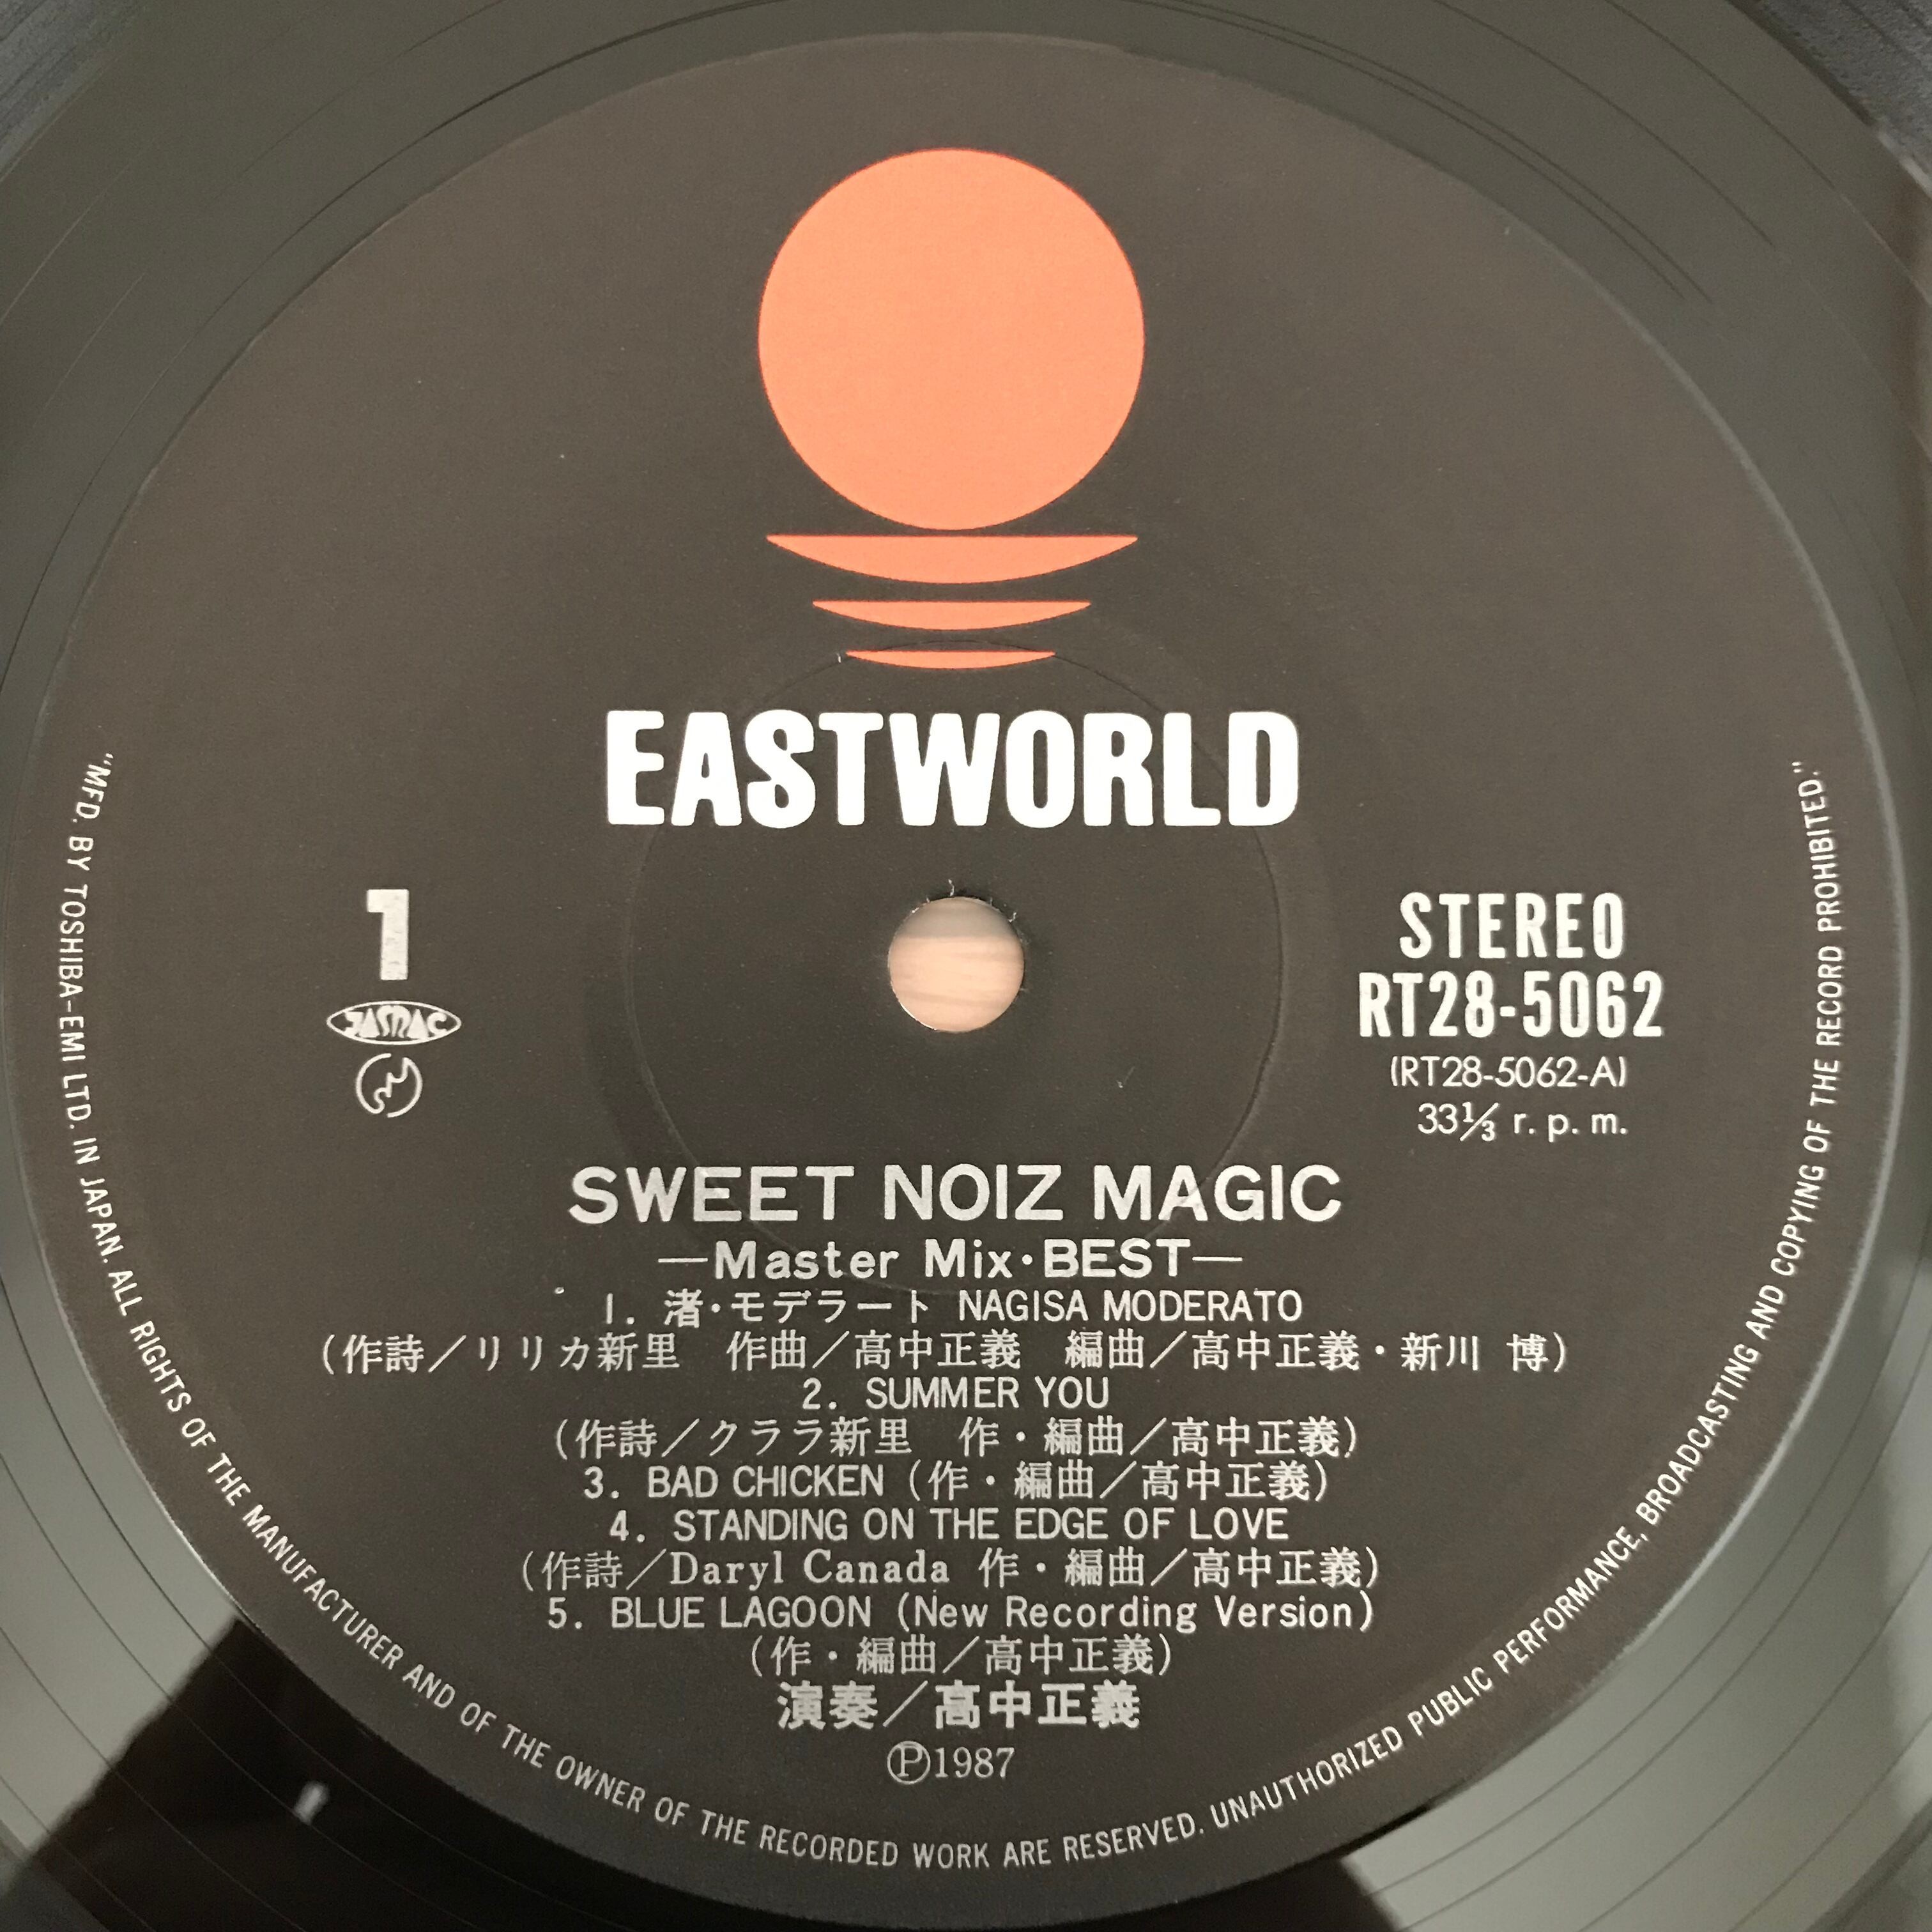 EASTWORLD
1
JASRAC
STEREO
RT28-5062
(RT28-5062-A)
33⅓ r. p. m.
SWEET NOIZ MAGIC
—Master Mix・BEST—
1. 渚・モデラート NAGISA MODERATO
(作詩／リリカ新里　作曲／高中正義　編曲／高中正義・新川 博)
2. SUMMER YOU
(作詩／クララ新里　作・編曲／高中正義)
3. BAD CHICKEN (作・編曲／高中正義)
4. STANDING ON THE EDGE OF LOVE
(作詩／Daryl Canada 作・編曲／高中正義)
5. BLUE LAGOON (New Recording Version)
(作・編曲／高中正義)
演奏／高中正義
Ⓟ1987
"MFD. BY TOSHIBA-EMI LTD. IN JAPAN. ALL RIGHTS OF THE MANUFACTURER AND OF THE OWNER OF THE RECORDED WORK ARE RESERVED. UNAUTHORIZED PUBLIC PERFORMANCE, BROADCASTING AND COPYING OF THE RECORD PROHIBITED."